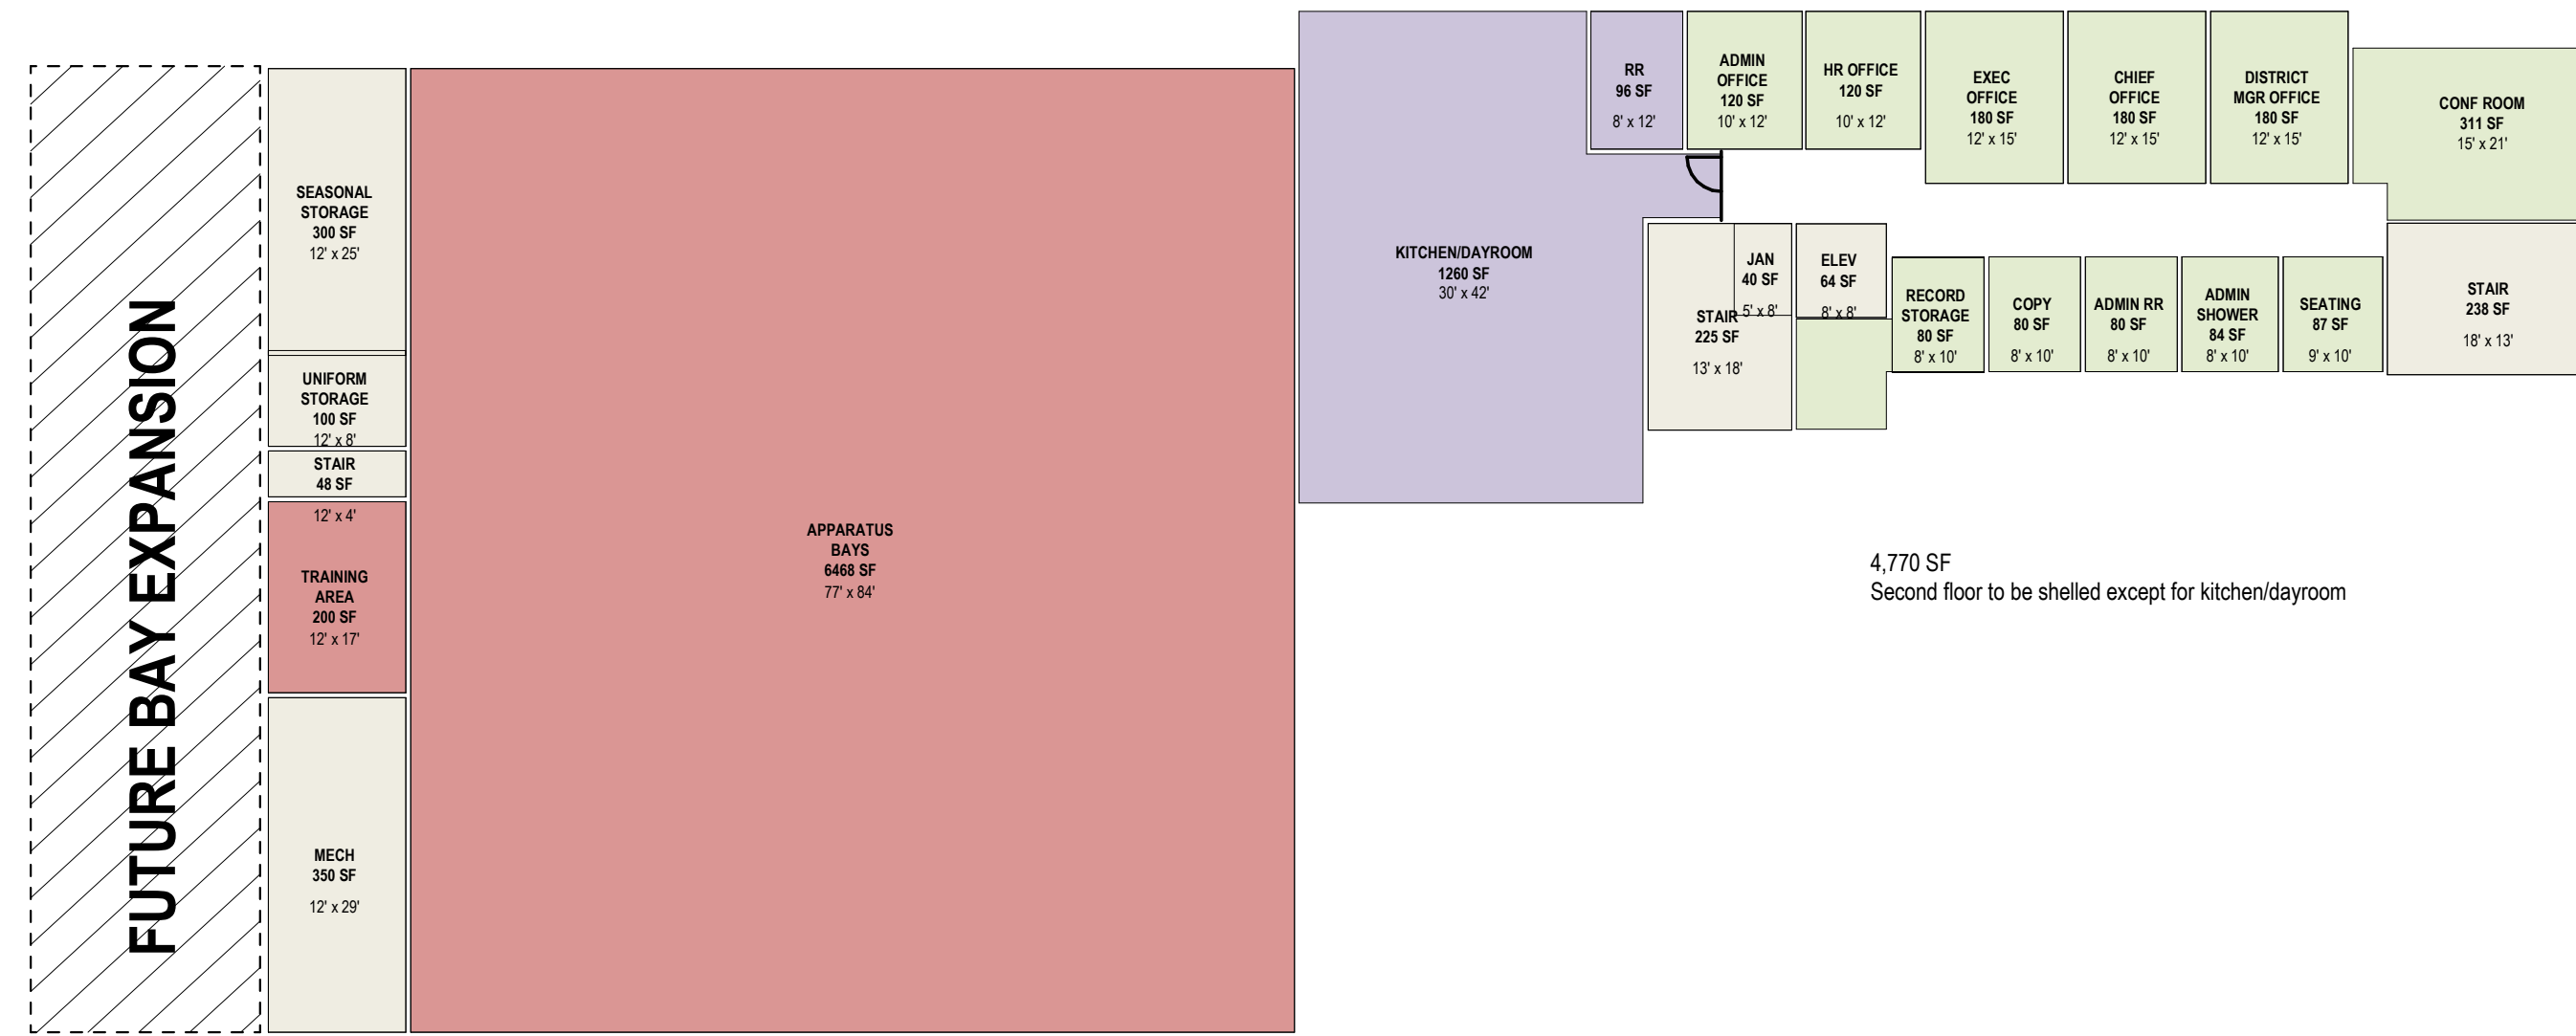 FUTURE BAY EXPANSION
SEASONAL
STORAGE
300 SF
12' x 25'
UNIFORM
STORAGE
100 SF
12' x 8'
STAIR
48 SF
12' x 4'
TRAINING
AREA
200 SF
12' x 17'
MECH
350 SF
12' x 29'
APPARATUS
BAYS
6468 SF
77' x 84'
KITCHEN/DAYROOM
1260 SF
30' x 42'
RR
96 SF
8' x 12'
ADMIN
OFFICE
120 SF
10' x 12'
HR OFFICE
120 SF
10' x 12'
EXEC
OFFICE
180 SF
12' x 15'
CHIEF
OFFICE
180 SF
12' x 15'
DISTRICT
MGR OFFICE
180 SF
12' x 15'
CONF ROOM
311 SF
15' x 21'
JAN
40 SF
5' x 8'
STAIR
225 SF
13' x 18'
ELEV
64 SF
8' x 8'
RECORD
STORAGE
80 SF
8' x 10'
COPY
80 SF
8' x 10'
ADMIN RR
80 SF
8' x 10'
ADMIN
SHOWER
84 SF
8' x 10'
SEATING
87 SF
9' x 10'
STAIR
238 SF
18' x 13'
4,770 SF
Second floor to be shelled except for kitchen/dayroom